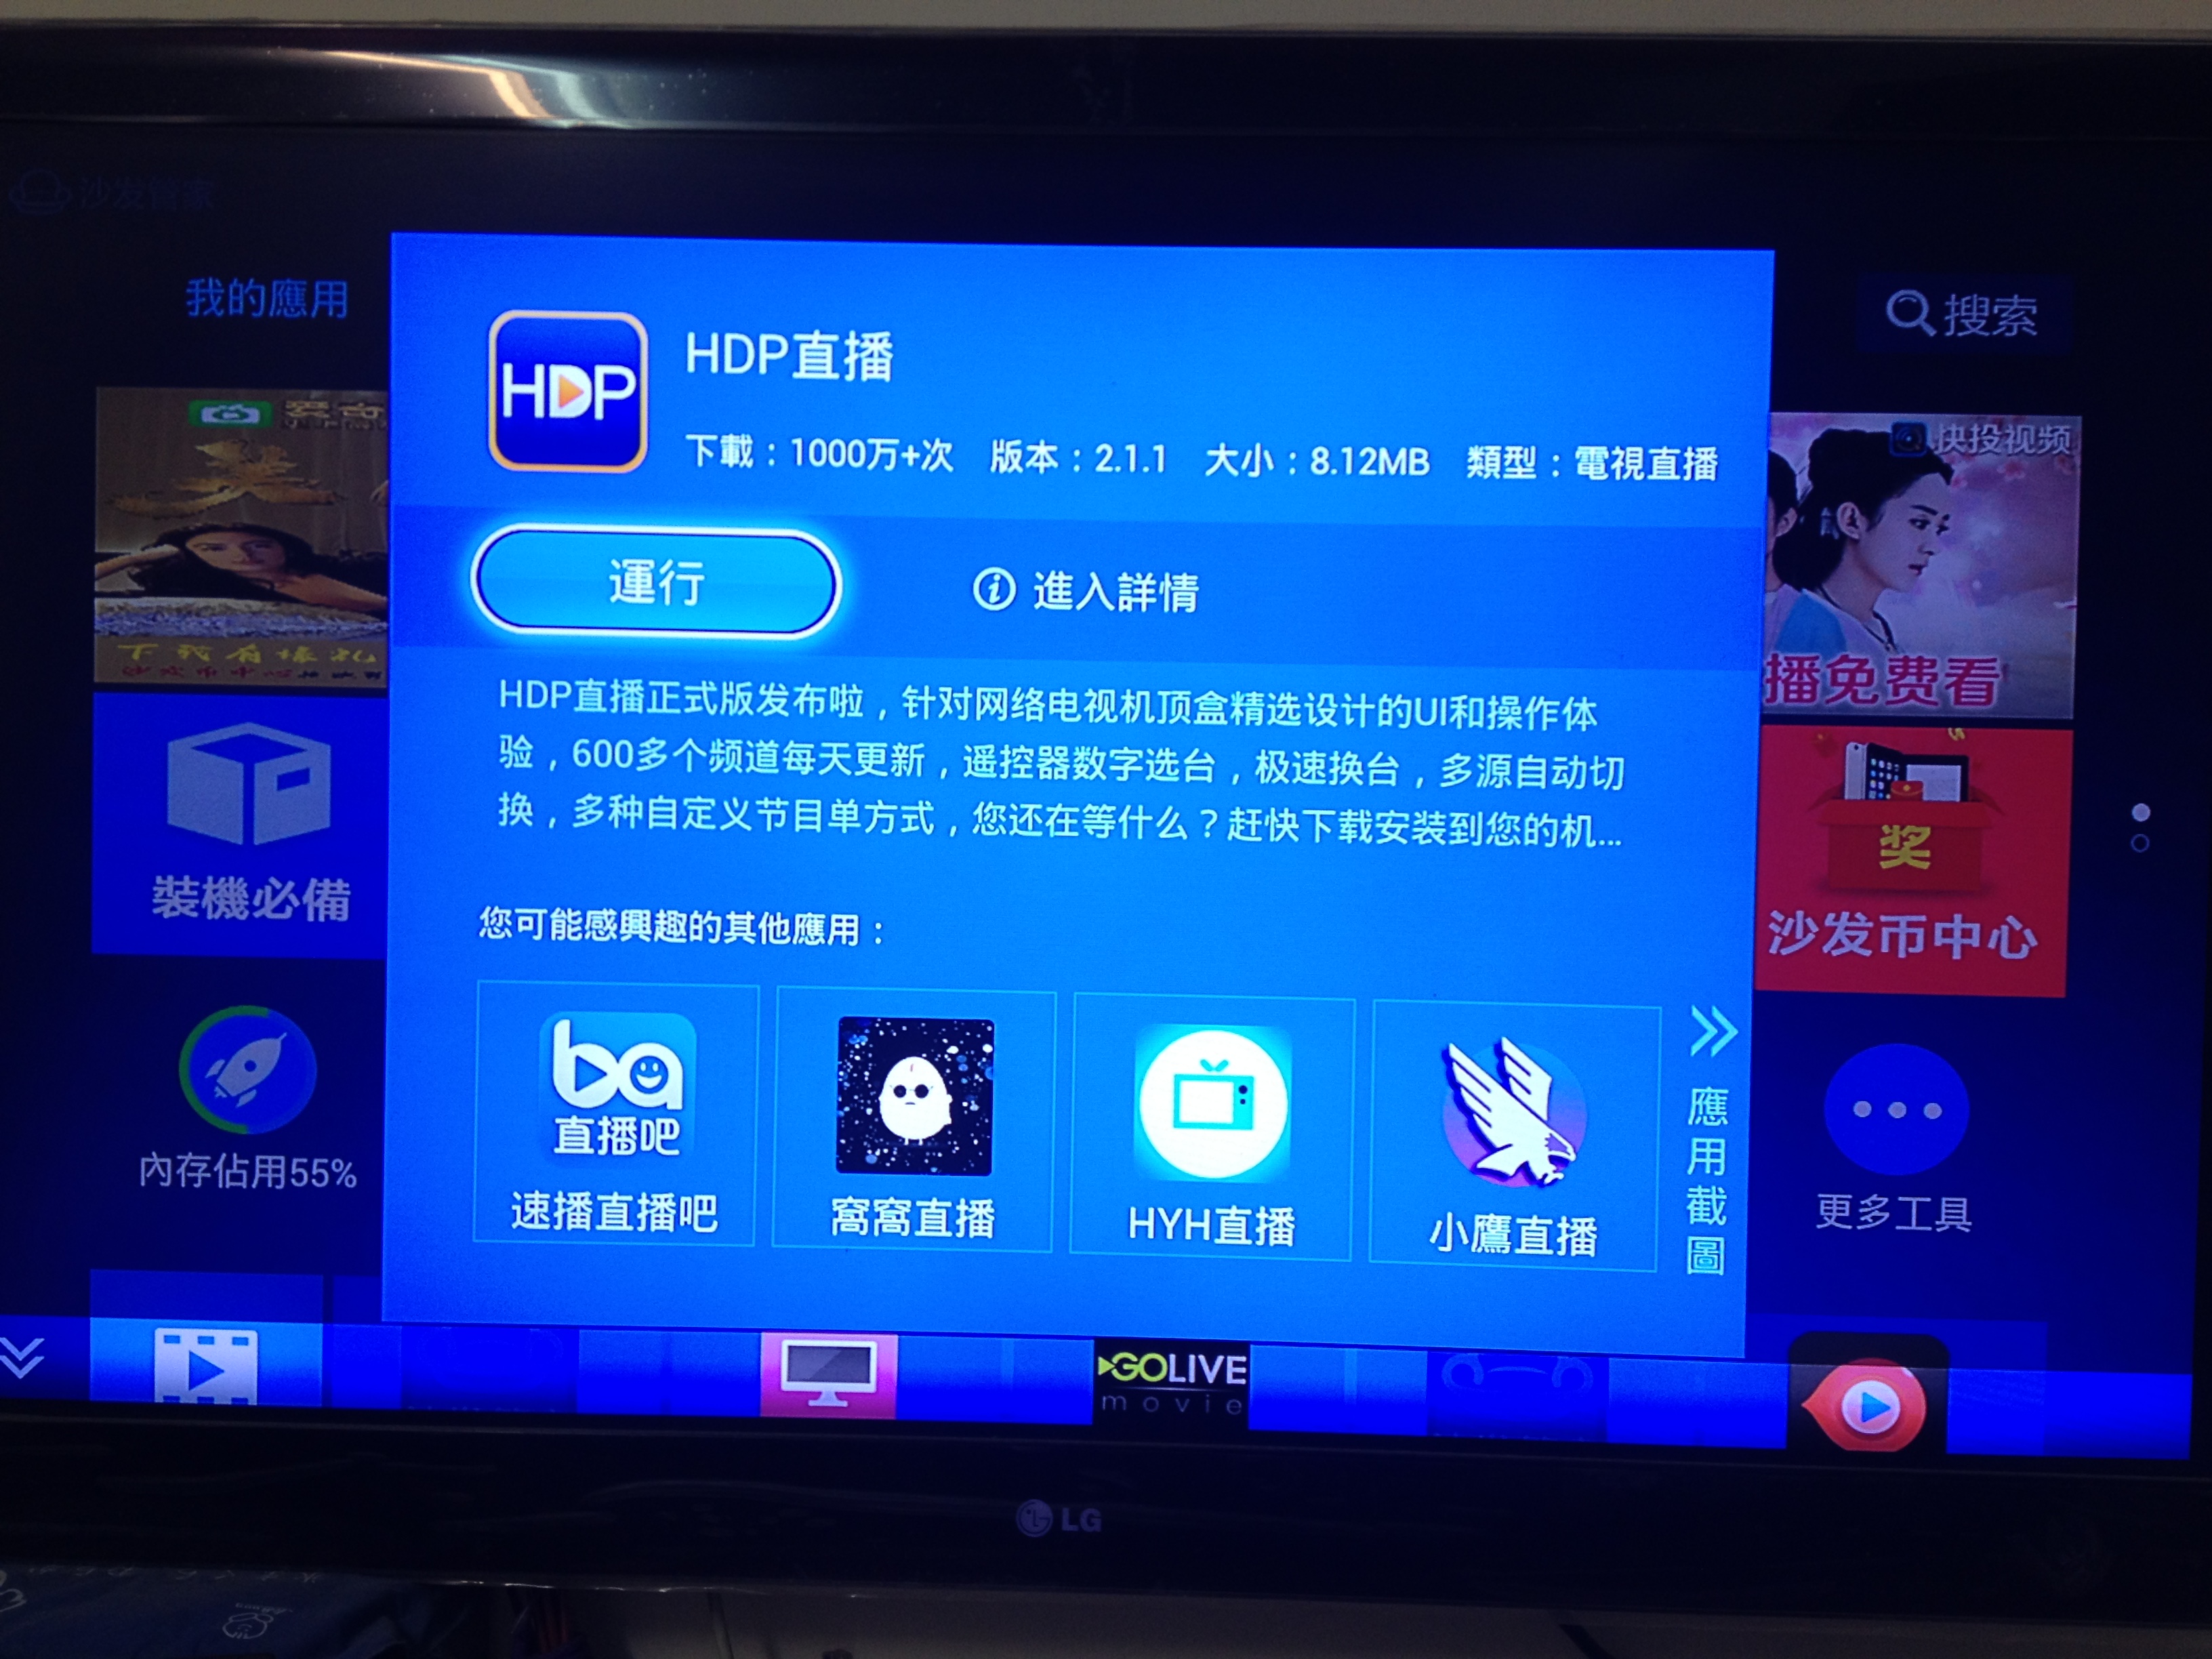 沙发管家
我的應用
搜索
HDP
HDP直播
下載：1000万+次 版本：2.1.1 大小：8.12MB 類型：電視直播
運行
進入詳情
快投视频
播免费看
HDP直播正式版发布啦，针对网络电视机顶盒精选设计的UI和操作体
验，600多个频道每天更新，遥控器数字选台，极速换台，多源自动切
换，多种自定义节目单方式，您还在等什么？赶快下载安装到您的机...
裝機必備
奖
沙发币中心
您可能感興趣的其他應用：
ba
直播吧
速播直播吧
窩窩直播
HYH直播
小鷹直播
應用截圖
內存佔用55%
更多工具
GOLIVE
movie
LG